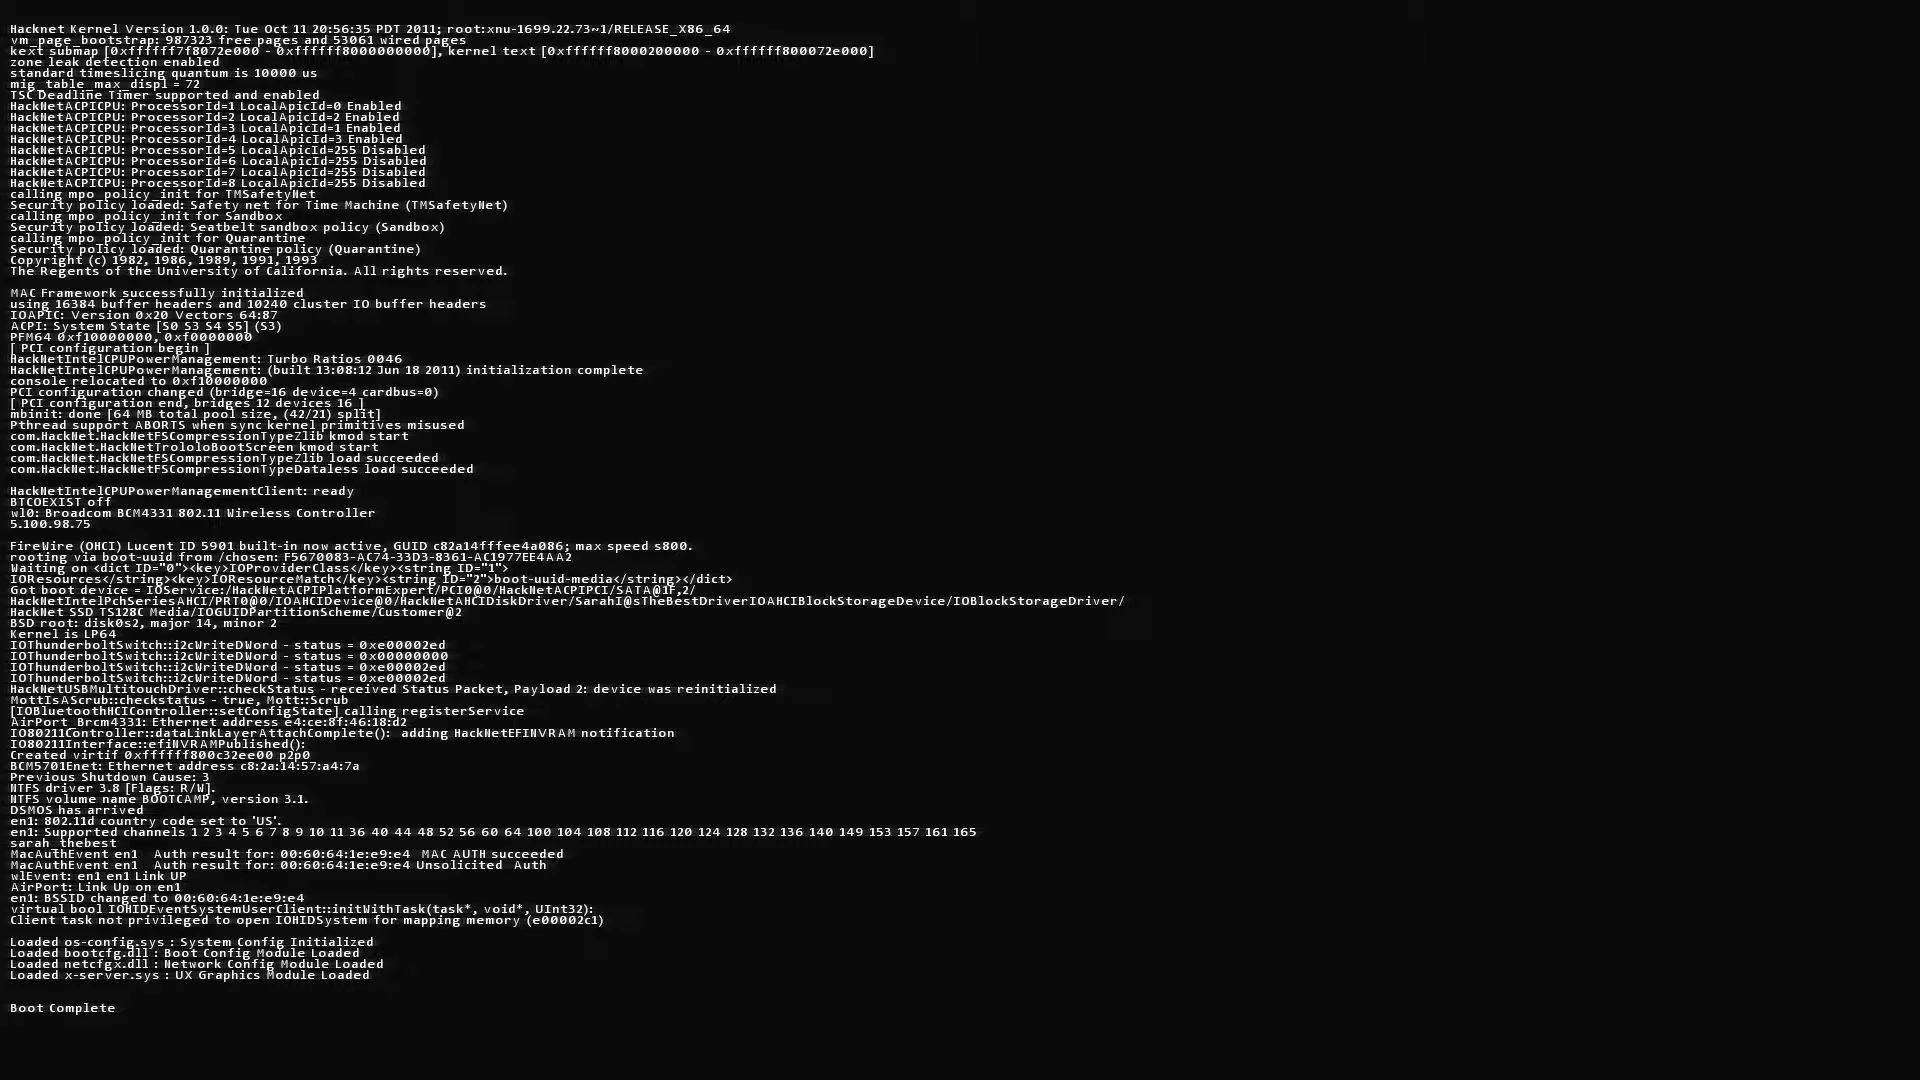 Hacknet Kernel Version 1.0.0: Tue Oct 11 20:56:35 PDT 2011; root:xnu-1699.22.73~1/RELEASE_X86_64
vm_page_bootstrap: 987323 free pages and 53061 wired pages
kext submap [0xffffff7f8072e000 - 0xffffff8000000000], kernel text [0xffffff8000200000 - 0xffffff800072e000]
zone leak detection enabled
standard timeslicing quantum is 10000 us
mig_table_max_displ = 72
TSC Deadline Timer supported and enabled
HackNetACPICPU: ProcessorId=1 LocalApicId=0 Enabled
HackNetACPICPU: ProcessorId=2 LocalApicId=2 Enabled
HackNetACPICPU: ProcessorId=3 LocalApicId=1 Enabled
HackNetACPICPU: ProcessorId=4 LocalApicId=3 Enabled
HackNetACPICPU: ProcessorId=5 LocalApicId=255 Disabled
HackNetACPICPU: ProcessorId=6 LocalApicId=255 Disabled
HackNetACPICPU: ProcessorId=7 LocalApicId=255 Disabled
HackNetACPICPU: ProcessorId=8 LocalApicId=255 Disabled
calling mpo_policy_init for TMSafetyNet
Security policy loaded: Safety net for Time Machine (TMSafetyNet)
calling mpo_policy_init for Sandbox
Security policy loaded: Seatbelt sandbox policy (Sandbox)
calling mpo_policy_init for Quarantine
Security policy loaded: Quarantine policy (Quarantine)
Copyright (c) 1982, 1986, 1989, 1991, 1993
The Regents of the University of California. All rights reserved.
MAC Framework successfully initialized
using 16384 buffer headers and 10240 cluster IO buffer headers
IOAPIC: Version 0x20 Vectors 64:87
ACPI: System State [S0 S3 S4 S5] (S3)
PFM64 0xf10000000, 0xf0000000
[ PCI configuration begin ]
HackNetIntelCPUPowerManagement: Turbo Ratios 0046
HackNetIntelCPUPowerManagement: (built 13:08:12 Jun 18 2011) initialization complete
console relocated to 0xf10000000
PCI configuration changed (bridge=16 device=4 cardbus=0)
[ PCI configuration end, bridges 12 devices 16 ]
mbinit: done [64 MB total pool size, (42/21) split]
Pthread support ABORTS when sync kernel primitives misused
com.HackNet.HackNetFSCompressionTypeZlib kmod start
com.HackNet.HackNetTrololoBootScreen kmod start
com.HackNet.HackNetFSCompressionTypeZlib load succeeded
com.HackNet.HackNetFSCompressionTypeDataless load succeeded
HackNetIntelCPUPowerManagementClient: ready
BTCOEXIST off
wl0: Broadcom BCM4331 802.11 Wireless Controller
5.100.98.75
FireWire (OHCI) Lucent ID 5901 built-in now active, GUID c82a14fffee4a086; max speed s800.
rooting via boot-uuid from /chosen: F5670083-AC74-33D3-8361-AC1977EE4AA2
Waiting on <dict ID="0"><key>IOProviderClass</key><string ID="1">
IOResources</string><key>IOResourceMatch</key><string ID="2">boot-uuid-media</string></dict>
Got boot device = IOService:/HackNetACPIPlatformExpert/PCI0@0/HackNetACPIPCI/SATA@1F,2/
HackNetIntelPchSeriesAHCI/PRT0@0/IOAHCIDevice@0/HackNetAHCIDiskDriver/SarahI@sTheBestDriverIOAHCIBlockStorageDevice/IOBlockStorageDriver/
HackNet SSD TS128C Media/IOGUIDPartitionScheme/Customer@2
BSD root: disk0s2, major 14, minor 2
Kernel is LP64
IOThunderboltSwitch::i2cWriteDWord - status = 0xe00002ed
IOThunderboltSwitch::i2cWriteDWord - status = 0x00000000
IOThunderboltSwitch::i2cWriteDWord - status = 0xe00002ed
IOThunderboltSwitch::i2cWriteDWord - status = 0xe00002ed
HackNetUSBMultitouchDriver::checkStatus - received Status Packet, Payload 2: device was reinitialized
MottIsAScrub::checkstatus - true, Mott::Scrub
[IOBluetoothHCIController::setConfigState] calling registerService
AirPort_Brcm4331: Ethernet address e4:ce:8f:46:18:d2
IO80211Controller::dataLinkLayerAttachComplete():  adding HackNetEFINVRAM notification
IO80211Interface::efiNVRAMPublished():
Created virtif 0xffffff800c32ee00 p2p0
BCM5701Enet: Ethernet address c8:2a:14:57:a4:7a
Previous Shutdown Cause: 3
NTFS driver 3.8 [Flags: R/W].
NTFS volume name BOOTCAMP, version 3.1.
DSMOS has arrived
en1: 802.11d country code set to 'US'.
en1: Supported channels 1 2 3 4 5 6 7 8 9 10 11 36 40 44 48 52 56 60 64 100 104 108 112 116 120 124 128 132 136 140 149 153 157 161 165
sarah_thebest
MacAuthEvent en1   Auth result for: 00:60:64:1e:e9:e4  MAC AUTH succeeded
MacAuthEvent en1   Auth result for: 00:60:64:1e:e9:e4 Unsolicited  Auth
wlEvent: en1 en1 Link UP
AirPort: Link Up on en1
en1: BSSID changed to 00:60:64:1e:e9:e4
virtual bool IOHIDEventSystemUserClient::initWithTask(task*, void*, UInt32):
Client task not privileged to open IOHIDSystem for mapping memory (e00002c1)
Loaded os-config.sys : System Config Initialized
Loaded bootcfg.dll : Boot Config Module Loaded
Loaded netcfgx.dll : Network Config Module Loaded
Loaded x-server.sys : UX Graphics Module Loaded
Boot Complete